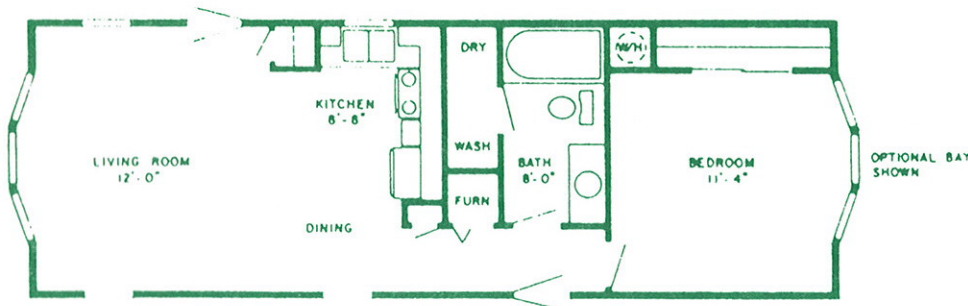 DRY
W/H
KITCHEN
8'-8"
LIVING ROOM
12'-0"
WASH
BATH
8'-0"
BEDROOM
11'-4"
OPTIONAL BAY
SHOWN
FURN
DINING